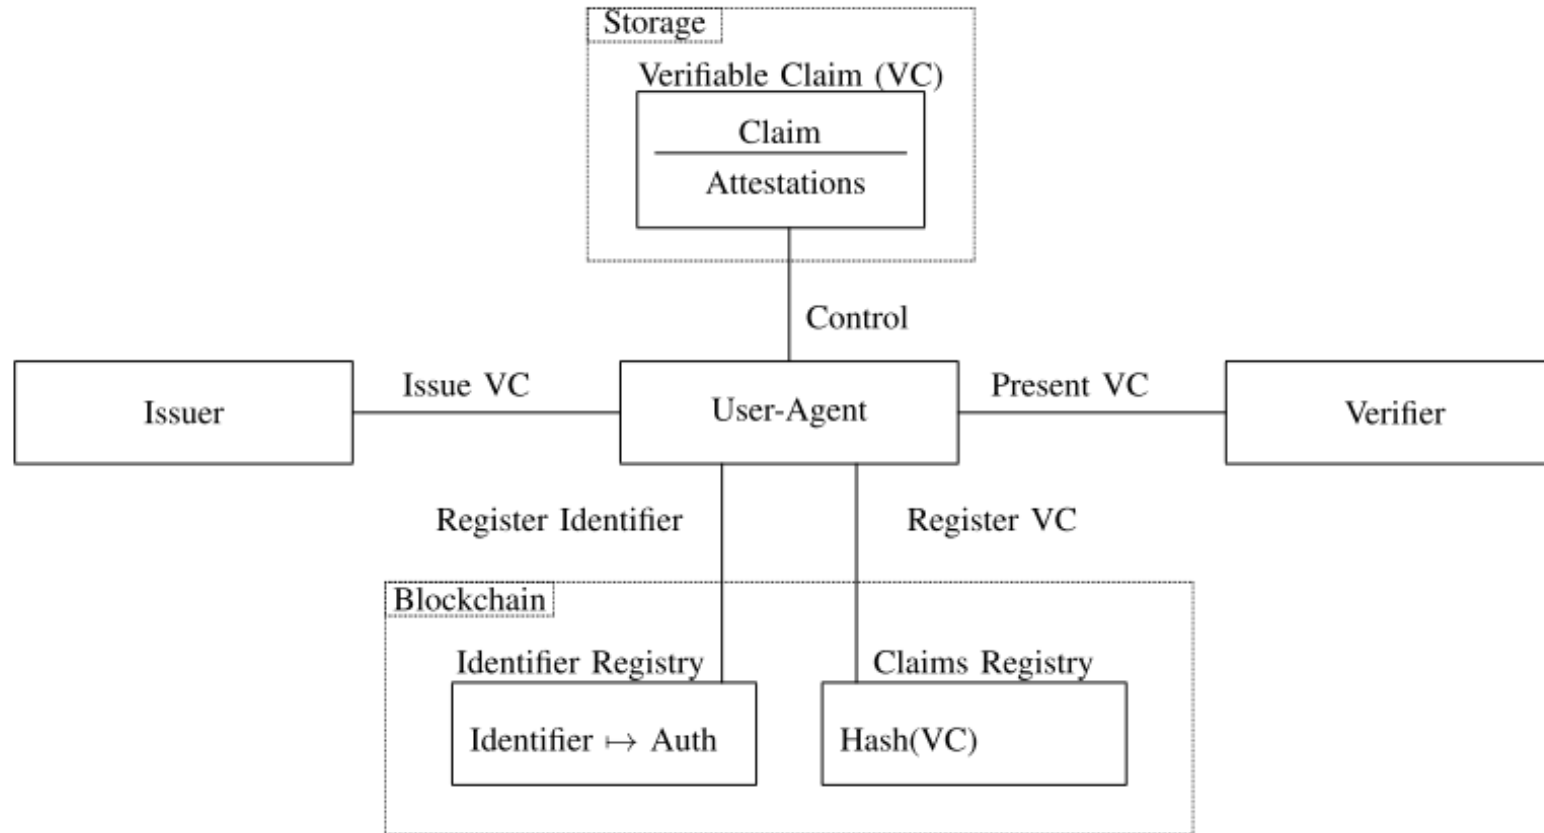 Storage
Verifiable Claim (VC)
Claim
Attestations
Control
Issuer
Issue VC
User-Agent
Present VC
Verifier
Register Identifier
Register VC
Blockchain
Identifier Registry
Claims Registry
Identifier ↦ Auth
Hash(VC)